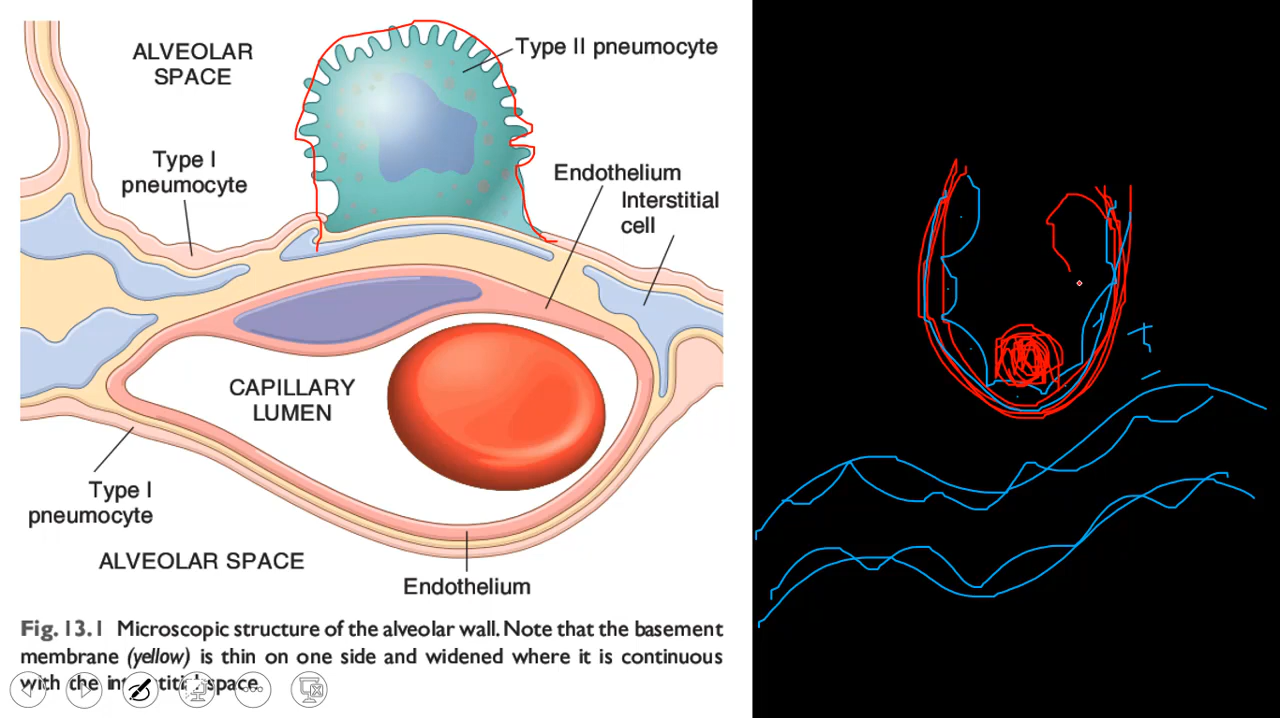 ALVEOLAR
SPACE
Type II pneumocyte
Type I
pneumocyte
Endothelium
Interstitial
cell
CAPILLARY
LUMEN
Type I
pneumocyte
ALVEOLAR SPACE
Endothelium
Fig. 13.1 Microscopic structure of the alveolar wall. Note that the basement
membrane (yellow) is thin on one side and widened where it is continuous
with the interstitial space.